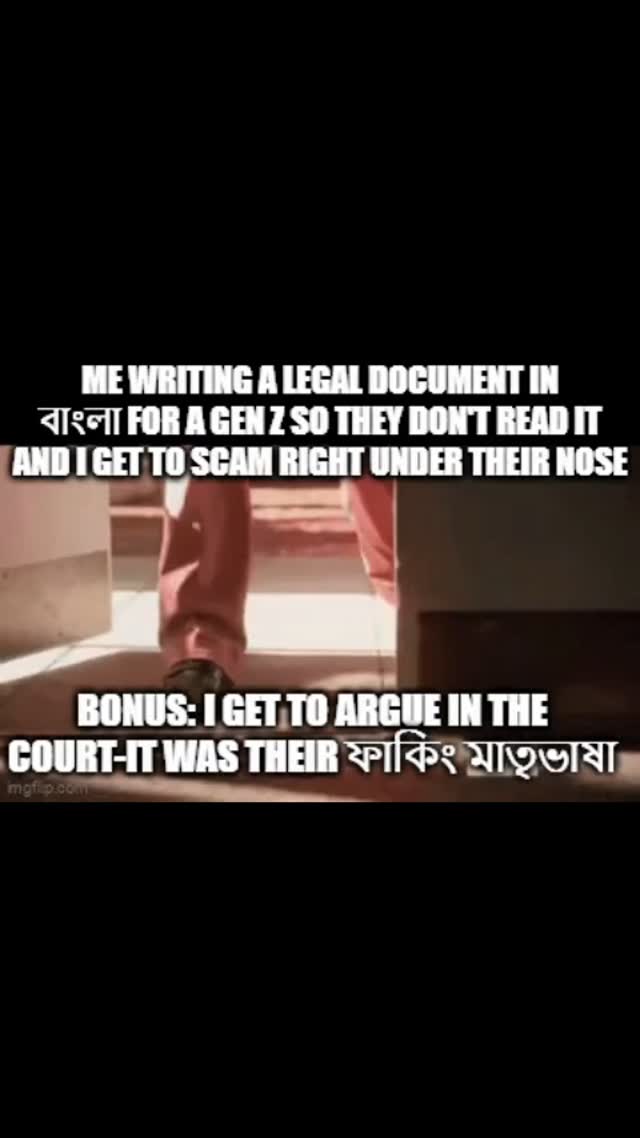 ME WRITING A LEGAL DOCUMENT IN
বাংলা FOR A GEN Z SO THEY DON'T READ IT
AND I GET TO SCAM RIGHT UNDER THEIR NOSE
BONUS: I GET TO ARGUE IN THE
COURT-IT WAS THEIR ফাকিং মাতৃভাষা
imgflip.com